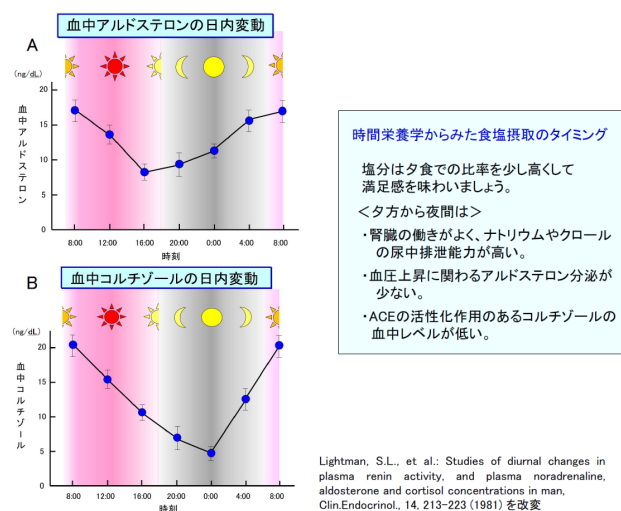 血中アルドステロンの日内変動
A
(ng/dL)
20
15
10
5
0
血中アルドステロン
8:00 12:00 16:00 20:00 0:00 4:00 8:00
時刻
血中コルチゾールの日内変動
B
(ng/dL)
20
15
10
5
0
血中コルチゾール
8:00 12:00 16:00 20:00 0:00 4:00 8:00
時刻
時間栄養学からみた食塩摂取のタイミング
塩分は夕食での比率を少し高くして
満足感を味わいましょう。
<夕方から夜間は>
・腎臓の働きがよく、ナトリウムやクロール
の尿中排泄能力が高い。
・血圧上昇に関わるアルドステロン分泌が
少ない。
・ACEの活性化作用のあるコルチゾールの
血中レベルが低い。
Lightman, S.L., et al.: Studies of diurnal changes in
plasma renin activity, and plasma noradrenaline,
aldosterone and cortisol concentrations in man,
Clin.Endocrinol., 14, 213-223 (1981) を改変